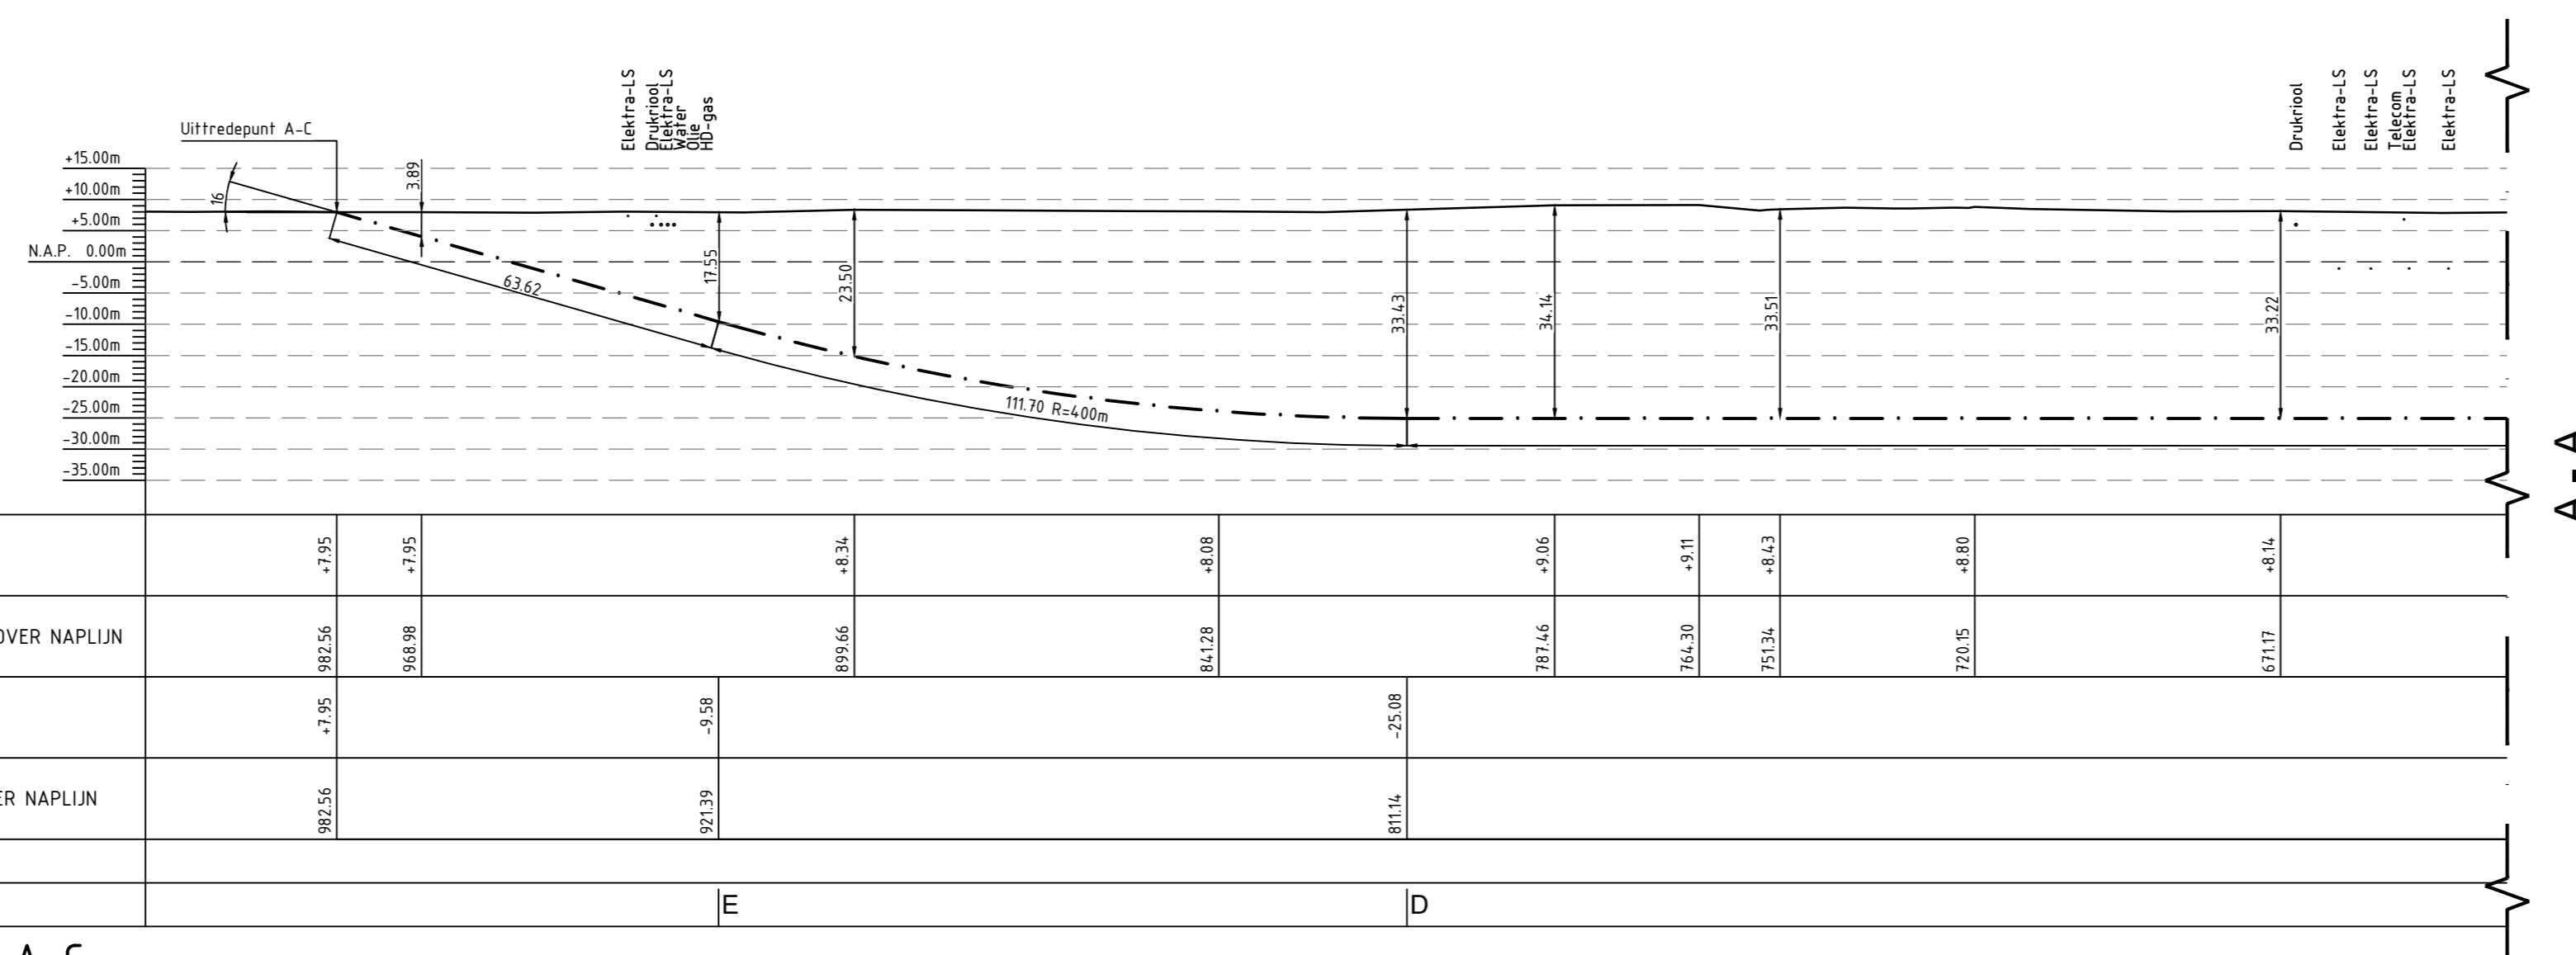 Elektra-LS
Drukriool
Elektra-LS
Water
Olie
HD-gas
Drukriool
Elektra-LS
Elektra-LS
Telecom
Elektra-LS
Elektra-LS
Uittredepunt A-C
+15.00m
+10.00m
+5.00m
N.A.P. 0.00m
-5.00m
-10.00m
-15.00m
-20.00m
-25.00m
-30.00m
-35.00m
16
3.89
63.62
17.55
23.50
111.70 R=400m
33.43
34.14
33.51
33.22
A-A
+7.95
+7.95
+8.34
+8.08
+9.06
+9.11
+8.43
+8.80
+8.14
OVER NAPLIJN
982.56
968.98
899.66
841.28
787.46
764.30
751.34
720.15
671.17
+7.95
-9.58
-25.08
ER NAPLIJN
982.56
921.39
811.14
E
D